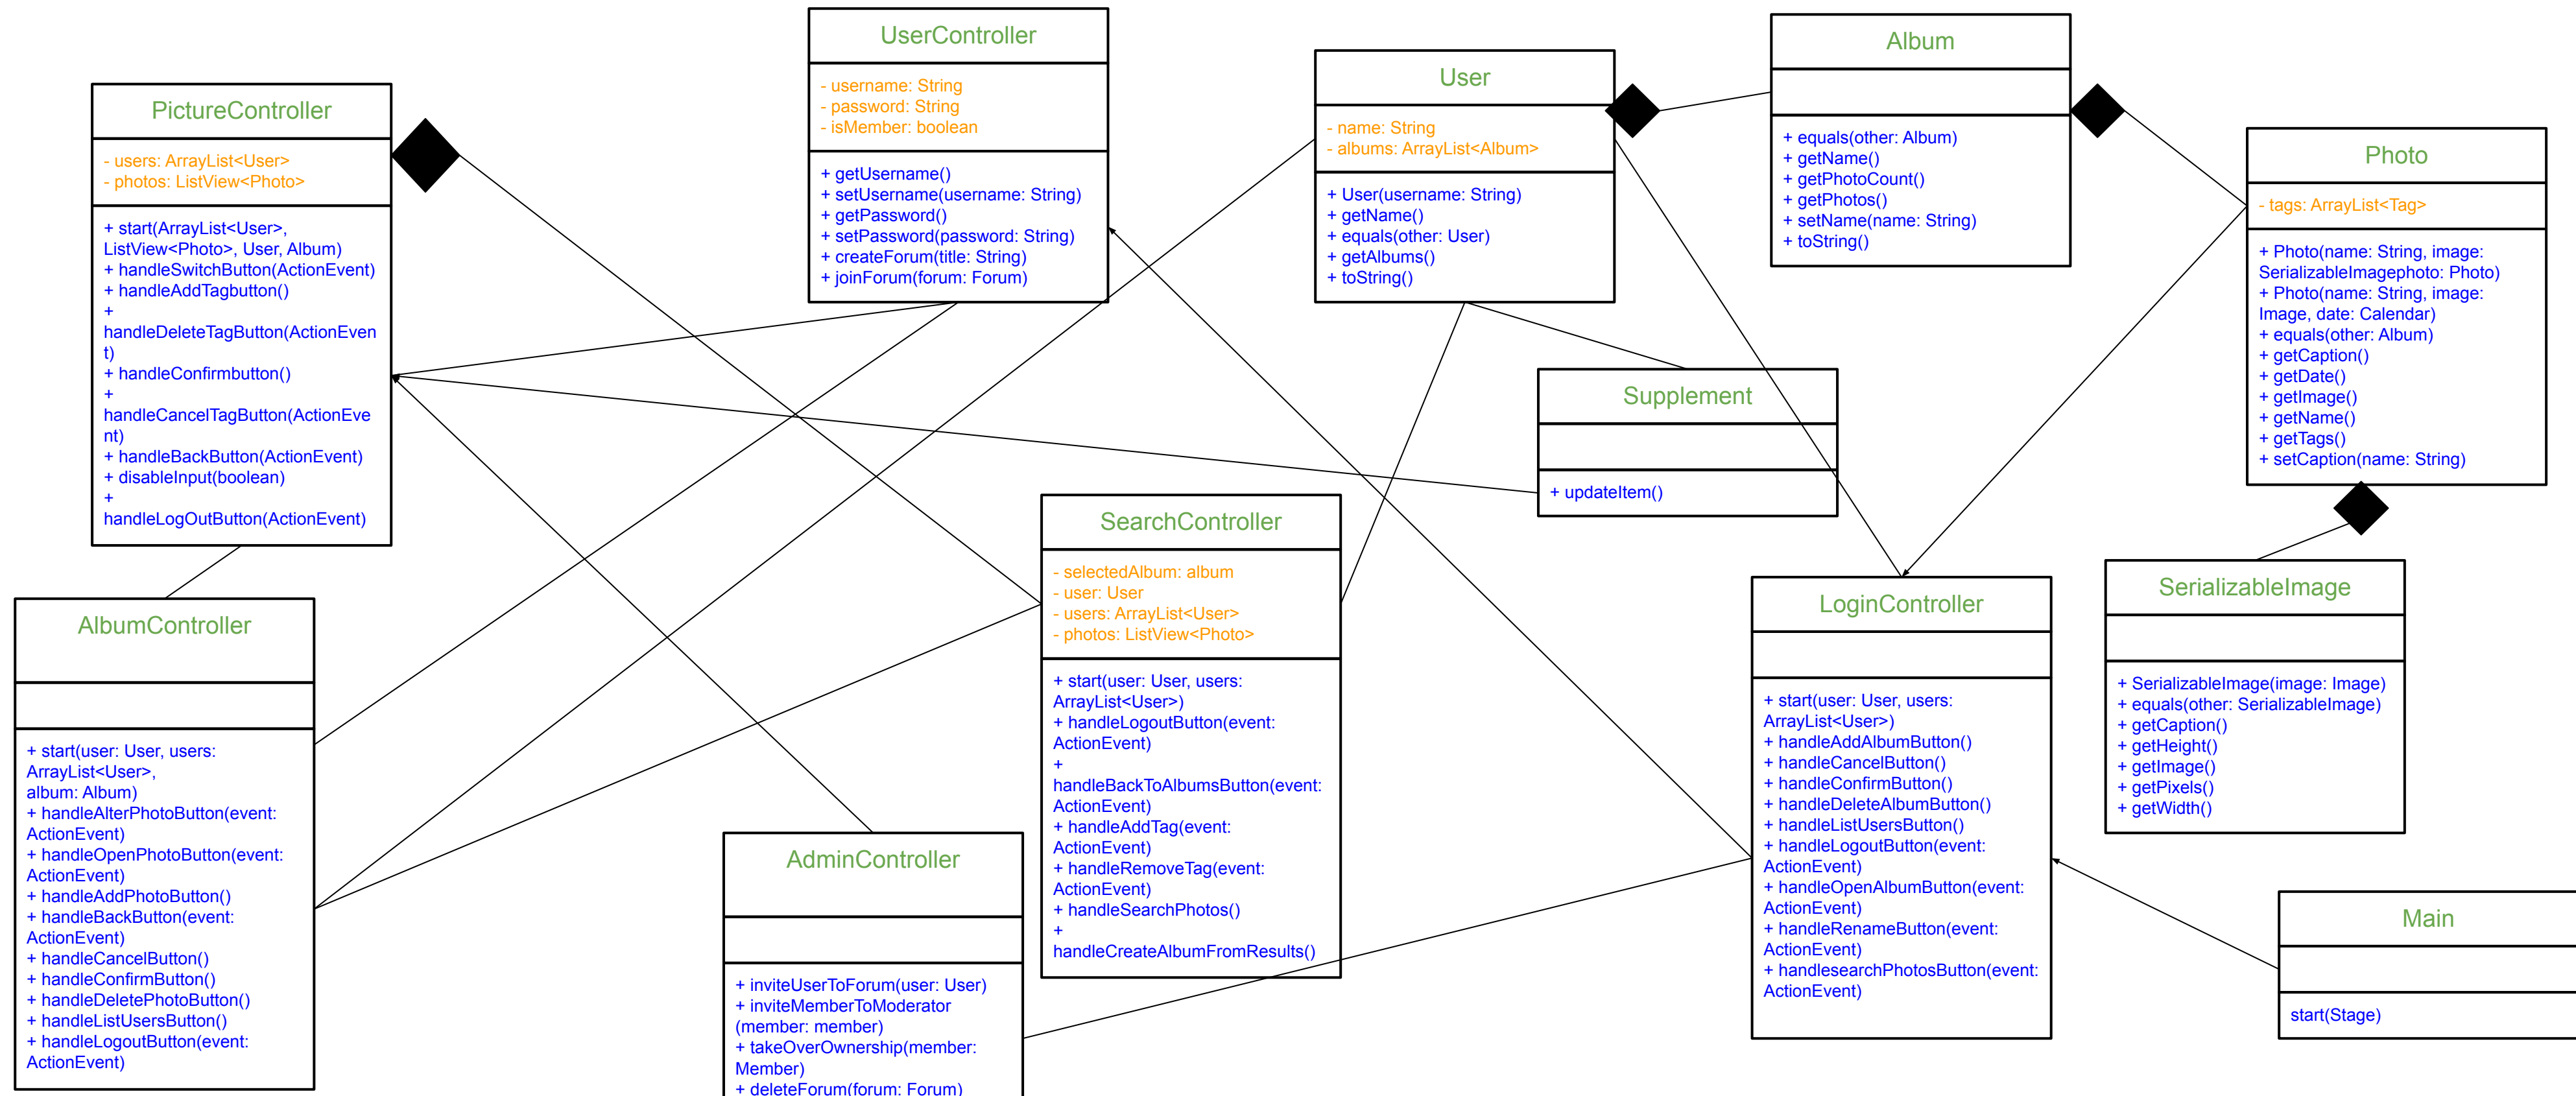 PictureController
- users: ArrayList<User>
- photos: ListView<Photo>
+ start(ArrayList<User>,
ListView<Photo>, User, Album)
+ handleSwitchButton(ActionEvent)
+ handleAddTagbutton()
+
handleDeleteTagButton(ActionEven
t)
+ handleConfirmbutton()
+
handleCancelTagButton(ActionEve
nt)
+ handleBackButton(ActionEvent)
+ disableInput(boolean)
+
handleLogOutButton(ActionEvent)
UserController
- username: String
- password: String
- isMember: boolean
+ getUsername()
+ setUsername(username: String)
+ getPassword()
+ setPassword(password: String)
+ createForum(title: String)
+ joinForum(forum: Forum)
User
- name: String
- albums: ArrayList<Album>
+ User(username: String)
+ getName()
+ equals(other: User)
+ getAlbums()
+ toString()
Album
+ equals(other: Album)
+ getName()
+ getPhotoCount()
+ getPhotos()
+ setName(name: String)
+ toString()
Photo
- tags: ArrayList<Tag>
+ Photo(name: String, image:
SerializableImagephoto: Photo)
+ Photo(name: String, image:
Image, date: Calendar)
+ equals(other: Album)
+ getCaption()
+ getDate()
+ getImage()
+ getName()
+ getTags()
+ setCaption(name: String)
Supplement
+ updateItem()
AlbumController
+ start(user: User, users:
ArrayList<User>,
album: Album)
+ handleAlterPhotoButton(event:
ActionEvent)
+ handleOpenPhotoButton(event:
ActionEvent)
+ handleAddPhotoButton()
+ handleBackButton(event:
ActionEvent)
+ handleCancelButton()
+ handleConfirmButton()
+ handleDeletePhotoButton()
+ handleListUsersButton()
+ handleLogoutButton(event:
ActionEvent)
SearchController
- selectedAlbum: album
- user: User
- users: ArrayList<User>
- photos: ListView<Photo>
+ start(user: User, users:
ArrayList<User>)
+ handleLogoutButton(event:
ActionEvent)
+
handleBackToAlbumsButton(event:
ActionEvent)
+ handleAddTag(event:
ActionEvent)
+ handleRemoveTag(event:
ActionEvent)
+ handleSearchPhotos()
+
handleCreateAlbumFromResults()
AdminController
+ inviteUserToForum(user: User)
+ inviteMemberToModerator
(member: member)
+ takeOverOwnership(member:
Member)
+ deleteForum(forum: Forum)
LoginController
+ start(user: User, users:
ArrayList<User>)
+ handleAddAlbumButton()
+ handleCancelButton()
+ handleConfirmButton()
+ handleDeleteAlbumButton()
+ handleListUsersButton()
+ handleLogoutButton(event:
ActionEvent)
+ handleOpenAlbumButton(event:
ActionEvent)
+ handleRenameButton(event:
ActionEvent)
+ handlesearchPhotosButton(event:
ActionEvent)
SerializableImage
+ SerializableImage(image: Image)
+ equals(other: SerializableImage)
+ getCaption()
+ getHeight()
+ getImage()
+ getPixels()
+ getWidth()
Main
start(Stage)